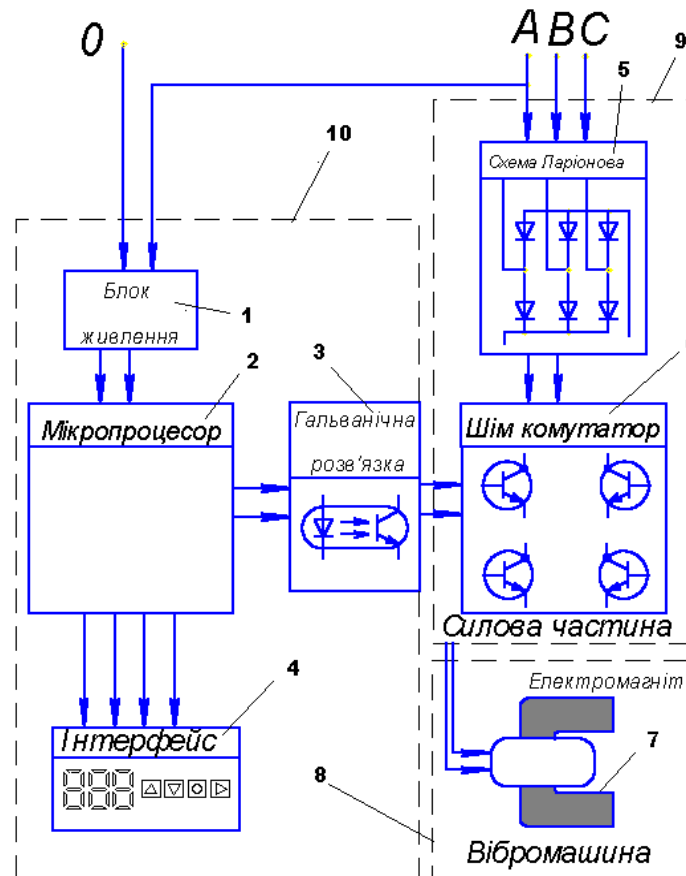 0
A B C
9
5
10
Схема Ларіонова
Блок
живлення
1
2
3
Мікропроцесор
Гальванічна
розв'язка
Шім комутатор
Силова частина
4
Інтерфейс
888
Електромагніт
7
8
Вібромашина